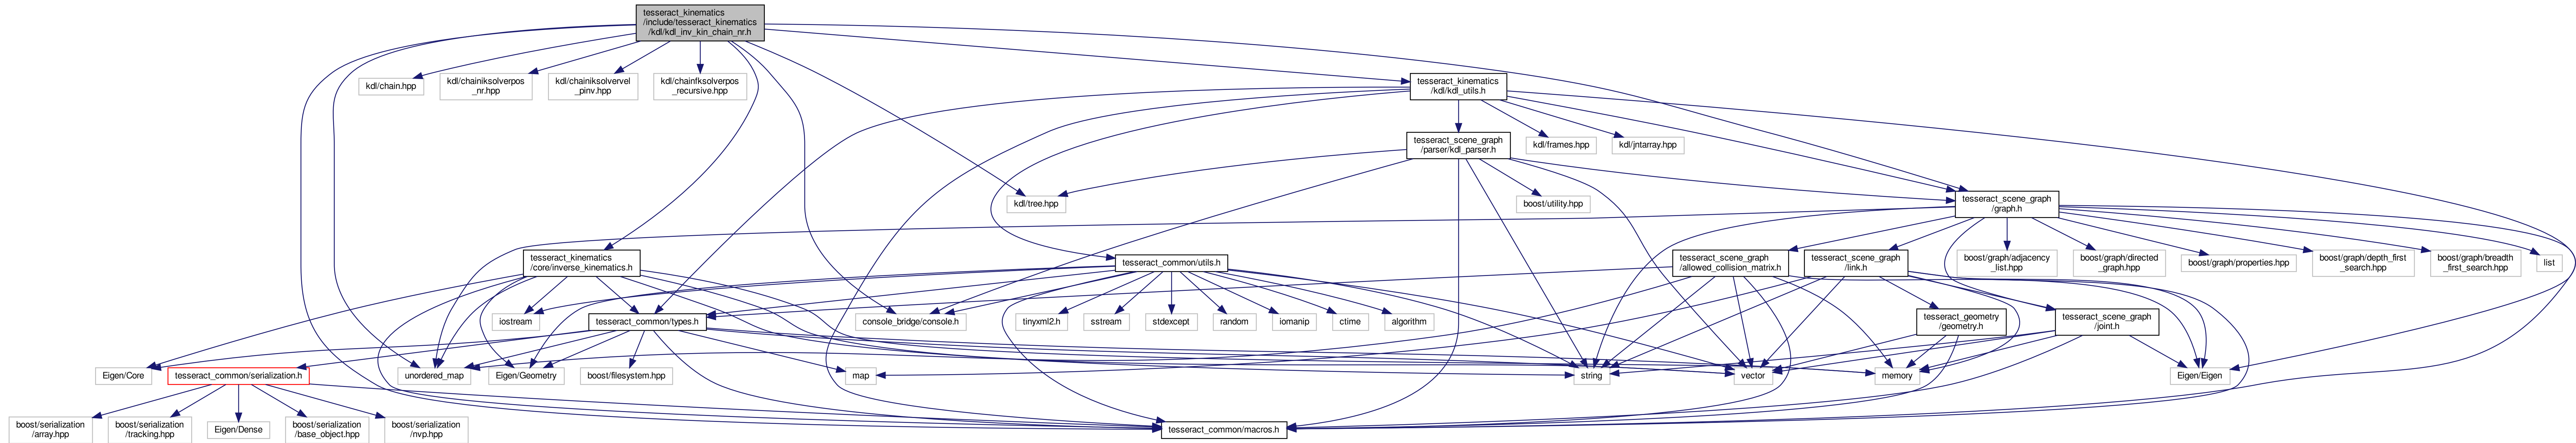 tesseract_kinematics
/include/tesseract_kinematics
/kdl/kdl_inv_kin_chain_nr.h
kdl/chain.hpp
kdl/chainiksolverpos
_nr.hpp
kdl/chainiksolvervel
_pinv.hpp
kdl/chainfksolverpos
_recursive.hpp
tesseract_kinematics
/kdl/kdl_utils.h
tesseract_scene_graph
/parser/kdl_parser.h
kdl/frames.hpp
kdl/jntarray.hpp
kdl/tree.hpp
boost/utility.hpp
tesseract_scene_graph
/graph.h
tesseract_kinematics
/core/inverse_kinematics.h
tesseract_common/utils.h
tesseract_scene_graph
/allowed_collision_matrix.h
tesseract_scene_graph
/link.h
boost/graph/adjacency
_list.hpp
boost/graph/directed
_graph.hpp
boost/graph/properties.hpp
boost/graph/depth_first
_search.hpp
boost/graph/breadth
_first_search.hpp
list
iostream
tesseract_common/types.h
console_bridge/console.h
tinyxml2.h
sstream
stdexcept
random
iomanip
ctime
algorithm
tesseract_geometry
/geometry.h
tesseract_scene_graph
/joint.h
Eigen/Core
tesseract_common/serialization.h
unordered_map
Eigen/Geometry
boost/filesystem.hpp
map
string
vector
memory
Eigen/Eigen
boost/serialization
/array.hpp
boost/serialization
/tracking.hpp
Eigen/Dense
boost/serialization
/base_object.hpp
boost/serialization
/nvp.hpp
tesseract_common/macros.h